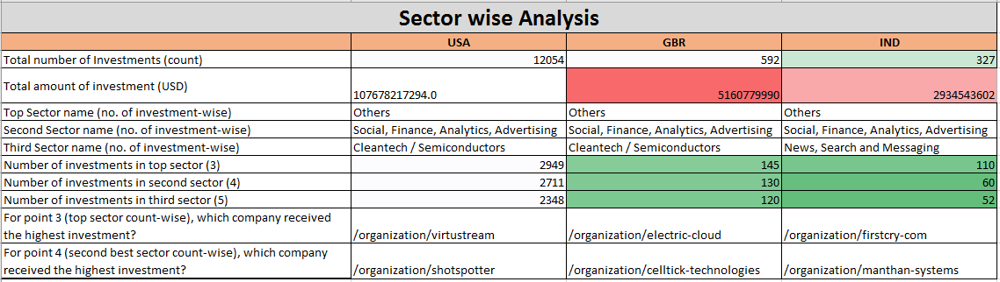 Sector wise Analysis
USA GBR IND
Total number of Investments (count) 12054 592 327
Total amount of investment (USD) 107678217294.0 5160779990 2934543602
Top Sector name (no. of investment-wise) Others Others Others
Second Sector name (no. of investment-wise) Social, Finance, Analytics, Advertising Social, Finance, Analytics, Advertising Social, Finance, Analytics, Advertising
Third Sector name (no. of investment-wise) Cleantech / Semiconductors Cleantech / Semiconductors News, Search and Messaging
Number of investments in top sector (3) 2949 145 110
Number of investments in second sector (4) 2711 130 60
Number of investments in third sector (5) 2348 120 52
For point 3 (top sector count-wise), which company received
the highest investment? /organization/virtustream /organization/electric-cloud /organization/firstcry-com
For point 4 (second best sector count-wise), which company
received the highest investment? /organization/shotspotter /organization/celltick-technologies /organization/manthan-systems